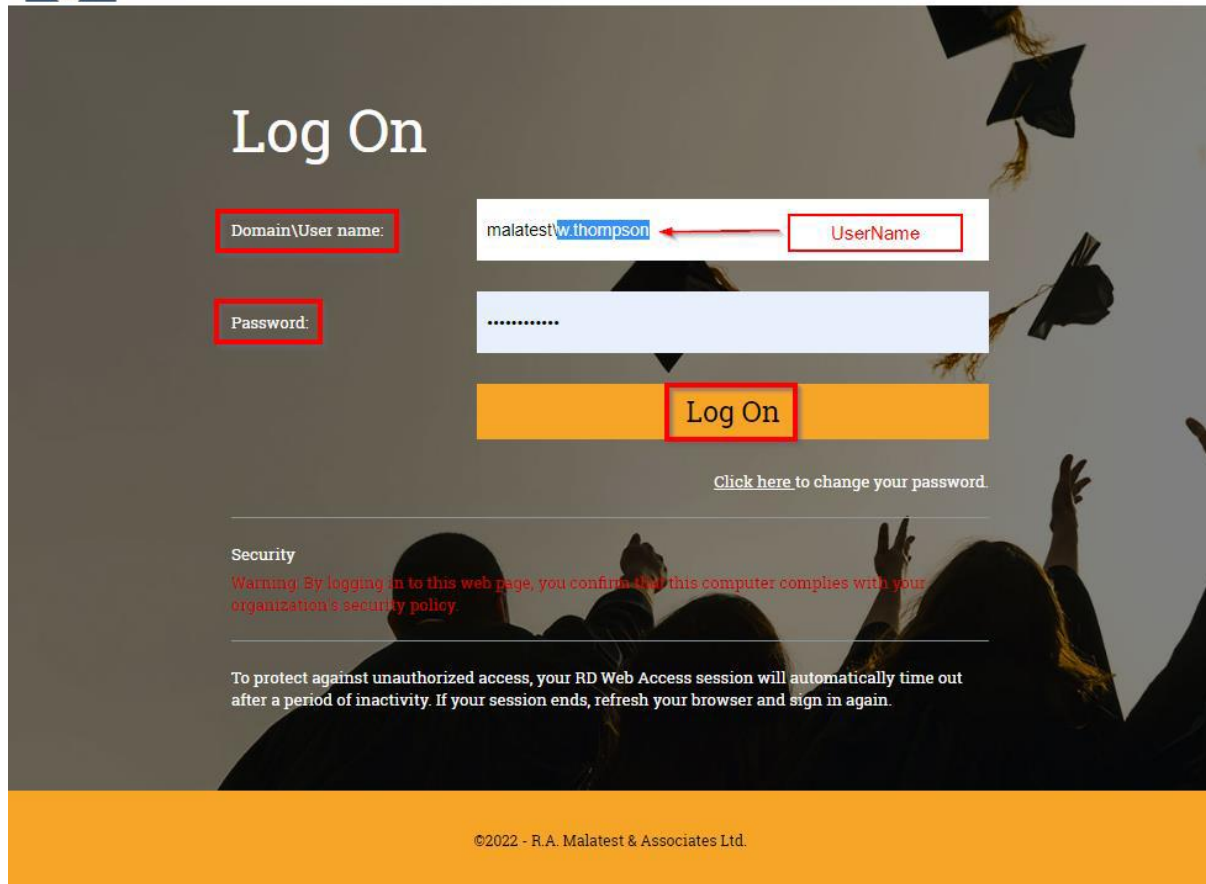 Log On
Domain\User name:
malatest\w.thompson
UserName
Password:
••••••••••••
Log On
Click here to change your password.
Security
Warning: By logging in to this web page, you confirm that this computer complies with your
organization's security policy.
To protect against unauthorized access, your RD Web Access session will automatically time out
after a period of inactivity. If your session ends, refresh your browser and sign in again.
©2022 - R.A. Malatest & Associates Ltd.